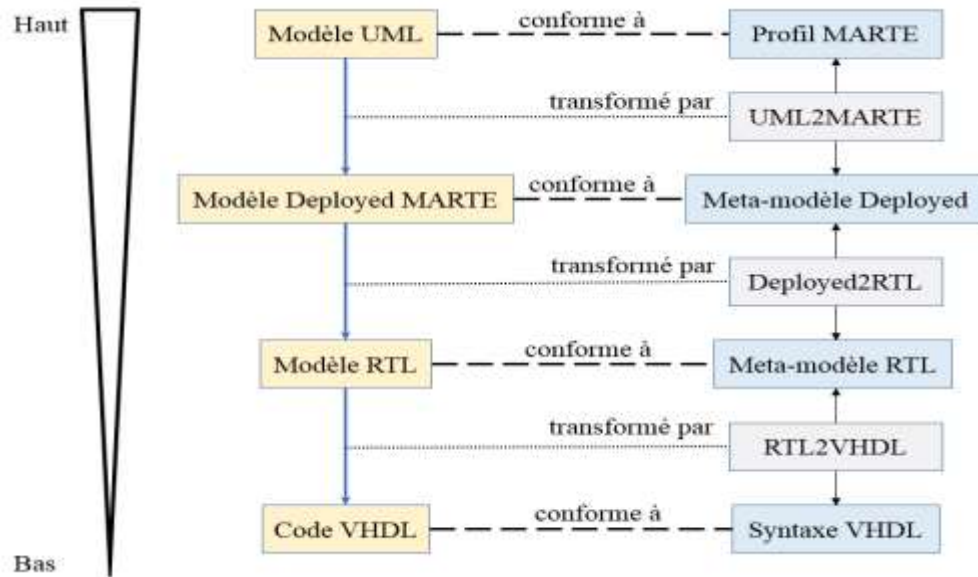 Haut
Modèle UML
conforme à
Profil MARTE
transformé par
UML2MARTE
Modèle Deployed MARTE
conforme à
Meta-modèle Deployed
transformé par
Deployed2RTL
Modèle RTL
conforme à
Meta-modèle RTL
transformé par
RTL2VHDL
Code VHDL
conforme à
Syntaxe VHDL
Bas